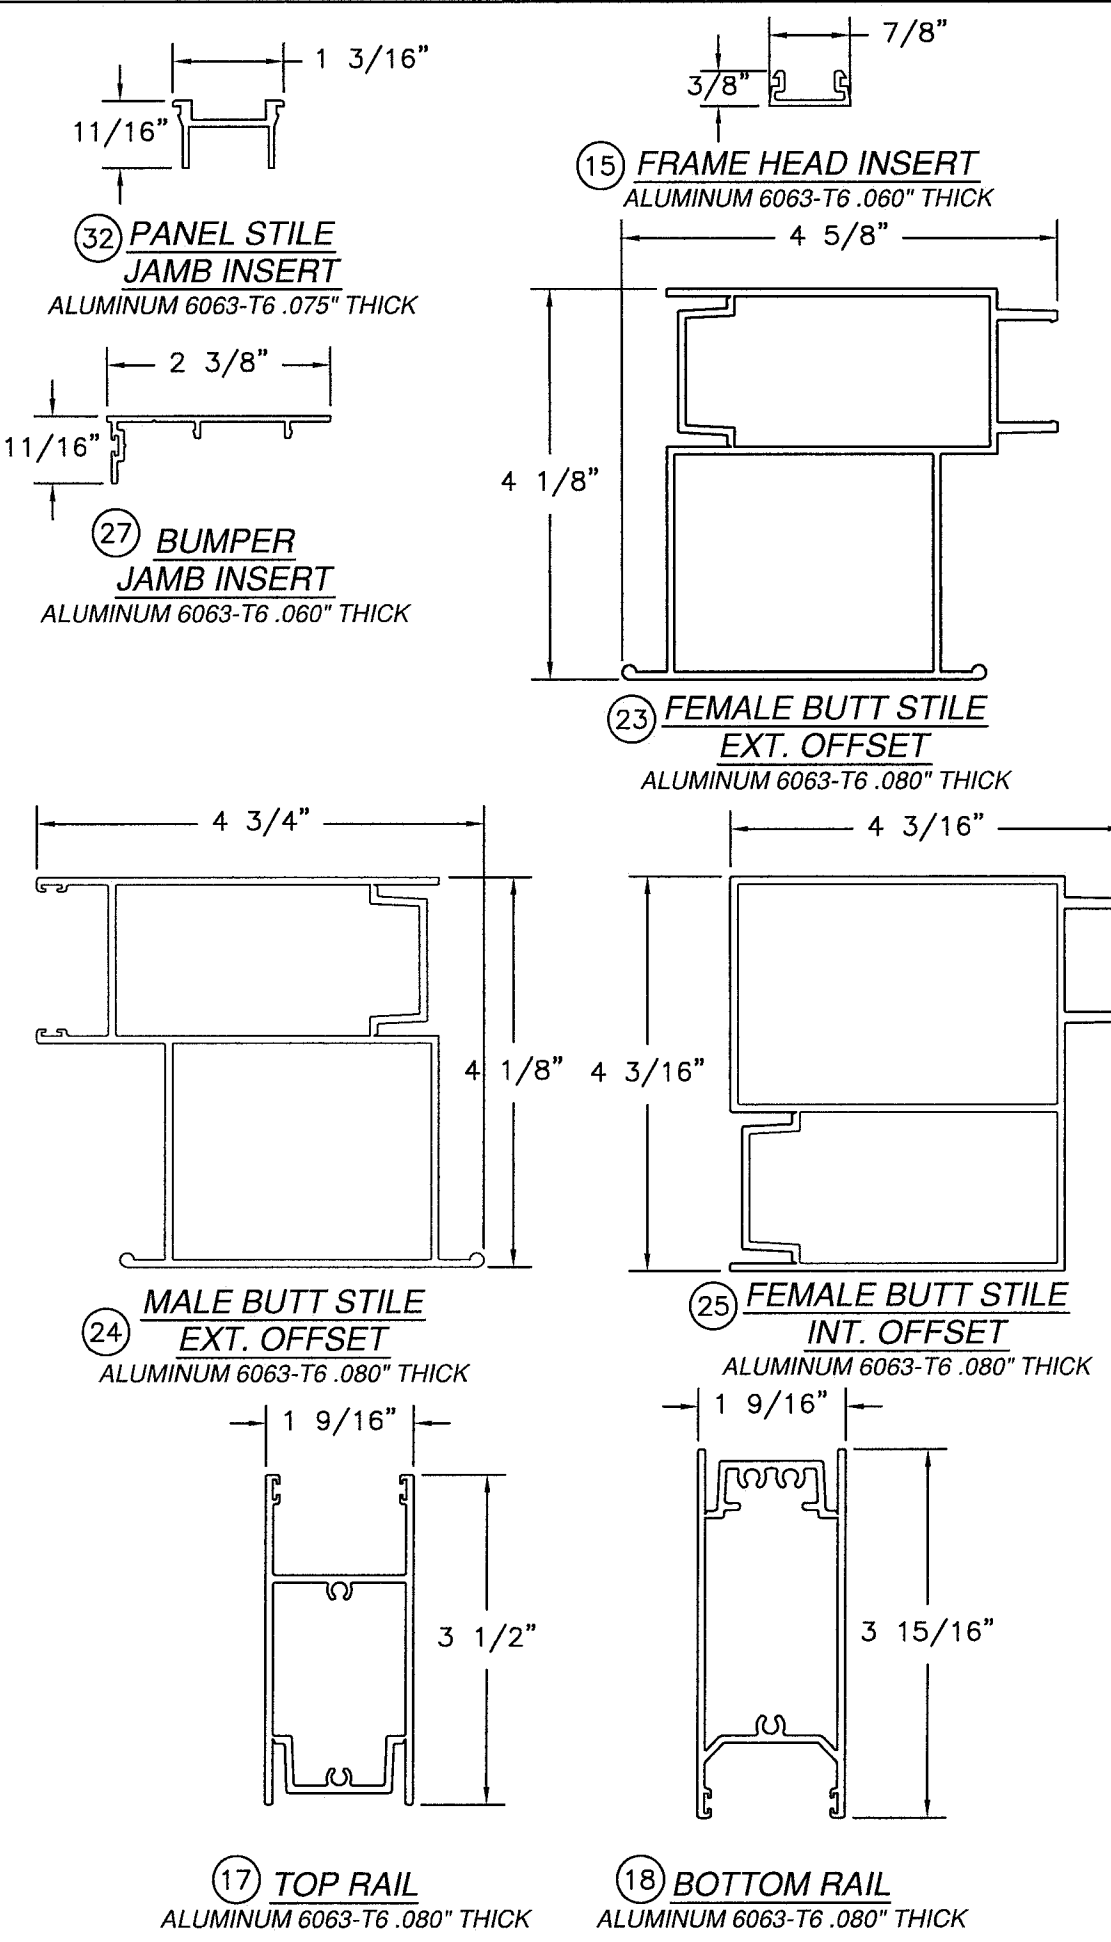 1 3/16”
11/16”
32 PANEL STILE
JAMB INSERT
ALUMINUM 6063-T6 .075" THICK
7/8”
3/8”
15 FRAME HEAD INSERT
ALUMINUM 6063-T6 .060" THICK
2 3/8”
11/16”
27 BUMPER
JAMB INSERT
ALUMINUM 6063-T6 .060" THICK
4 5/8”
4 1/8”
23 FEMALE BUTT STILE
EXT. OFFSET
ALUMINUM 6063-T6 .080" THICK
4 3/4”
4 1/8”
24 MALE BUTT STILE
EXT. OFFSET
ALUMINUM 6063-T6 .080" THICK
4 3/16”
4 3/16”
25 FEMALE BUTT STILE
INT. OFFSET
ALUMINUM 6063-T6 .080" THICK
1 9/16”
3 1/2”
17 TOP RAIL
ALUMINUM 6063-T6 .080" THICK
1 9/16”
3 15/16”
18 BOTTOM RAIL
ALUMINUM 6063-T6 .080" THICK